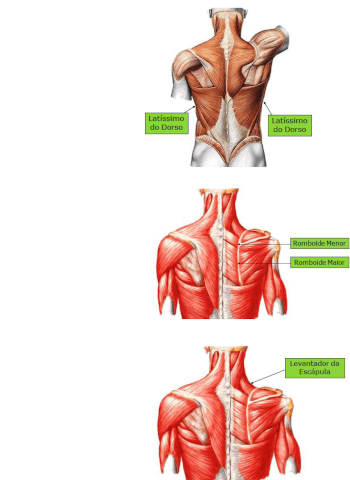 Latíssimo
do Dorso
Latíssimo
do Dorso
Romboide Menor
Romboide Maior
Levantador da
Escápula